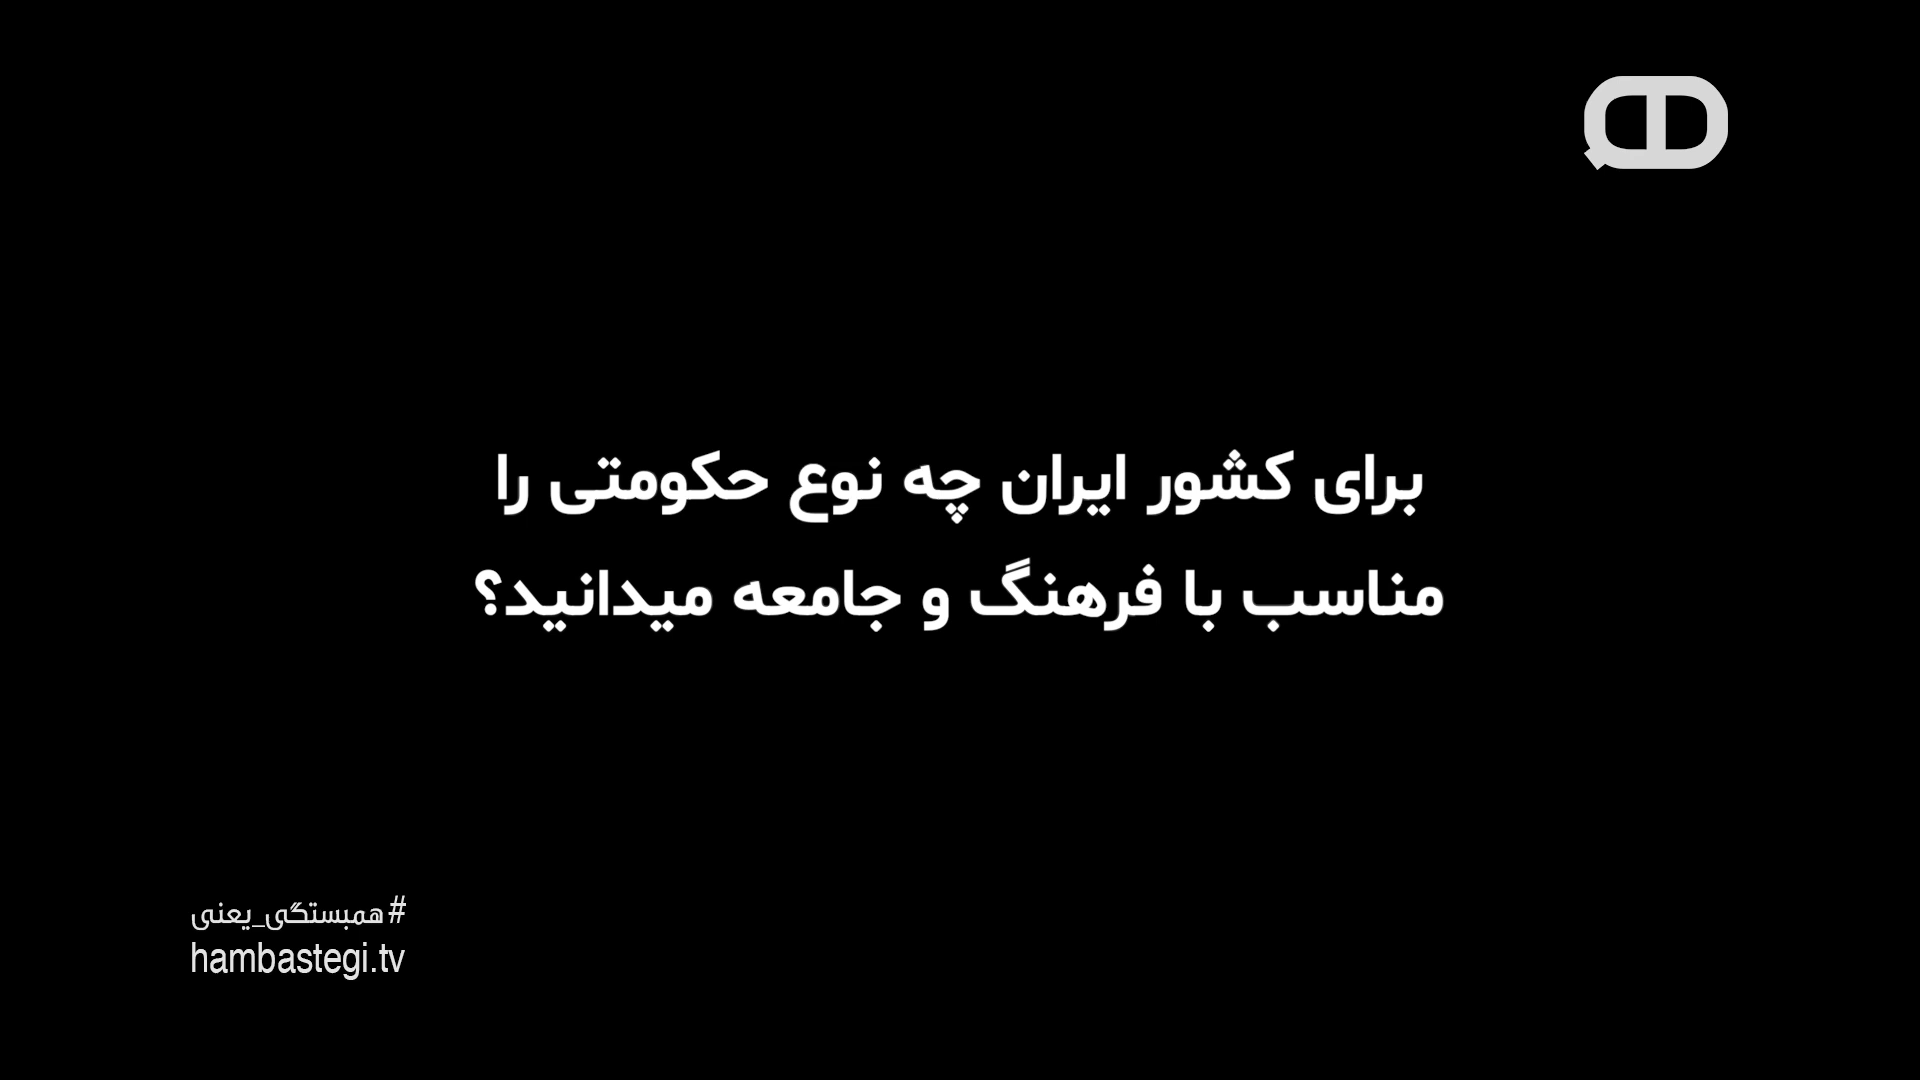 برای کشور ایران چه نوع حکومتی را
مناسب با فرهنگ و جامعه میدانید؟
#همبستگی_یعنی
hambastegi.tv